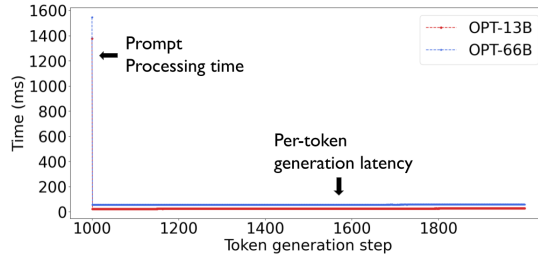 1600
1400
1200
1000
800
600
400
200
0
Time (ms)
Prompt
Processing time
OPT-13B
OPT-66B
Per-token
generation latency
1000 1200 1400 1600 1800
Token generation step